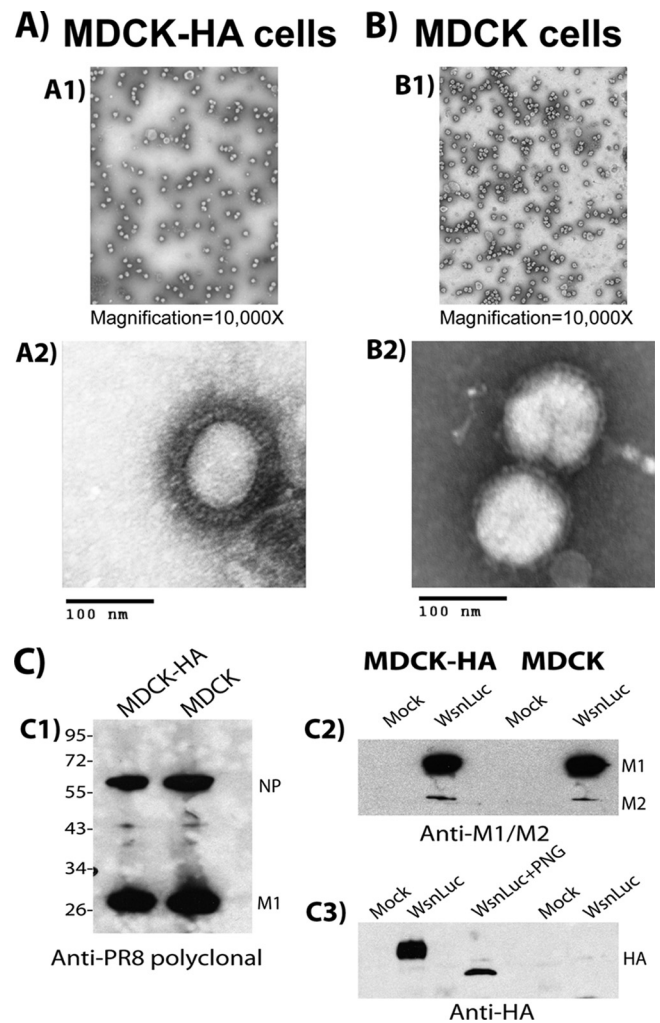 A) MDCK-HA cells
B) MDCK cells
A1)
B1)
Magnification=10,000X
Magnification=10,000X
A2)
B2)
100 nm
100 nm
C)
C1)
MDCK-HA
MDCK
95-
72-
55-
43-
34-
26-
NP
M1
Anti-PR8 polyclonal
MDCK-HA MDCK
C2)
Mock
WsnLuc
Mock
WsnLuc
M1
M2
Anti-M1/M2
C3)
Mock
WsnLuc
WsnLuc+PNG
Mock
WsnLuc
HA
Anti-HA